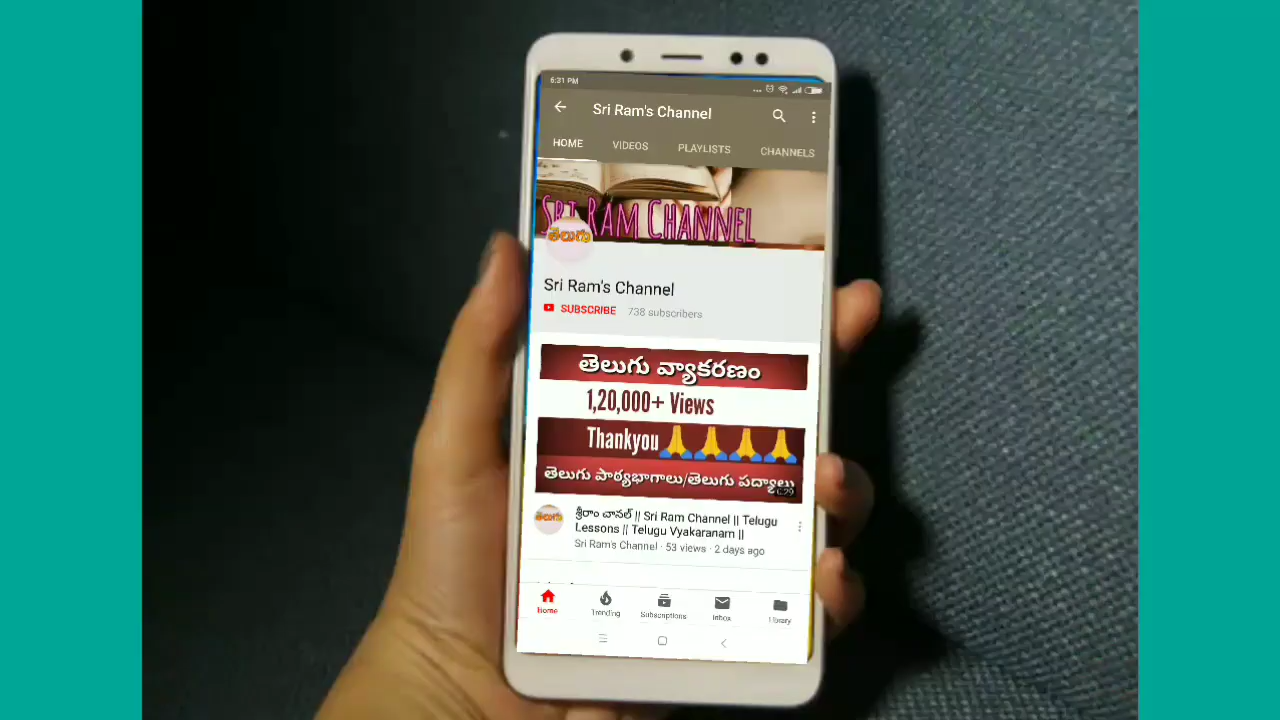 6:31 PM
Sri Ram's Channel
HOME VIDEOS PLAYLISTS CHANNELS
SRI RAM CHANNEL
తెలుగు
Sri Ram's Channel
SUBSCRIBE 738 subscribers
తెలుగు వ్యాకరణం
1,20,000+ Views
Thankyou🙏🙏🙏🙏
తెలుగు పాఠ్యభాగాలు/తెలుగు పద్యాలు
తెలుగు
శ్రీరాం చానల్ || Sri Ram Channel || Telugu
Lessons || Telugu Vyakaranam ||
Sri Ram's Channel · 53 views · 2 days ago
Home Trending Subscriptions Inbox Library